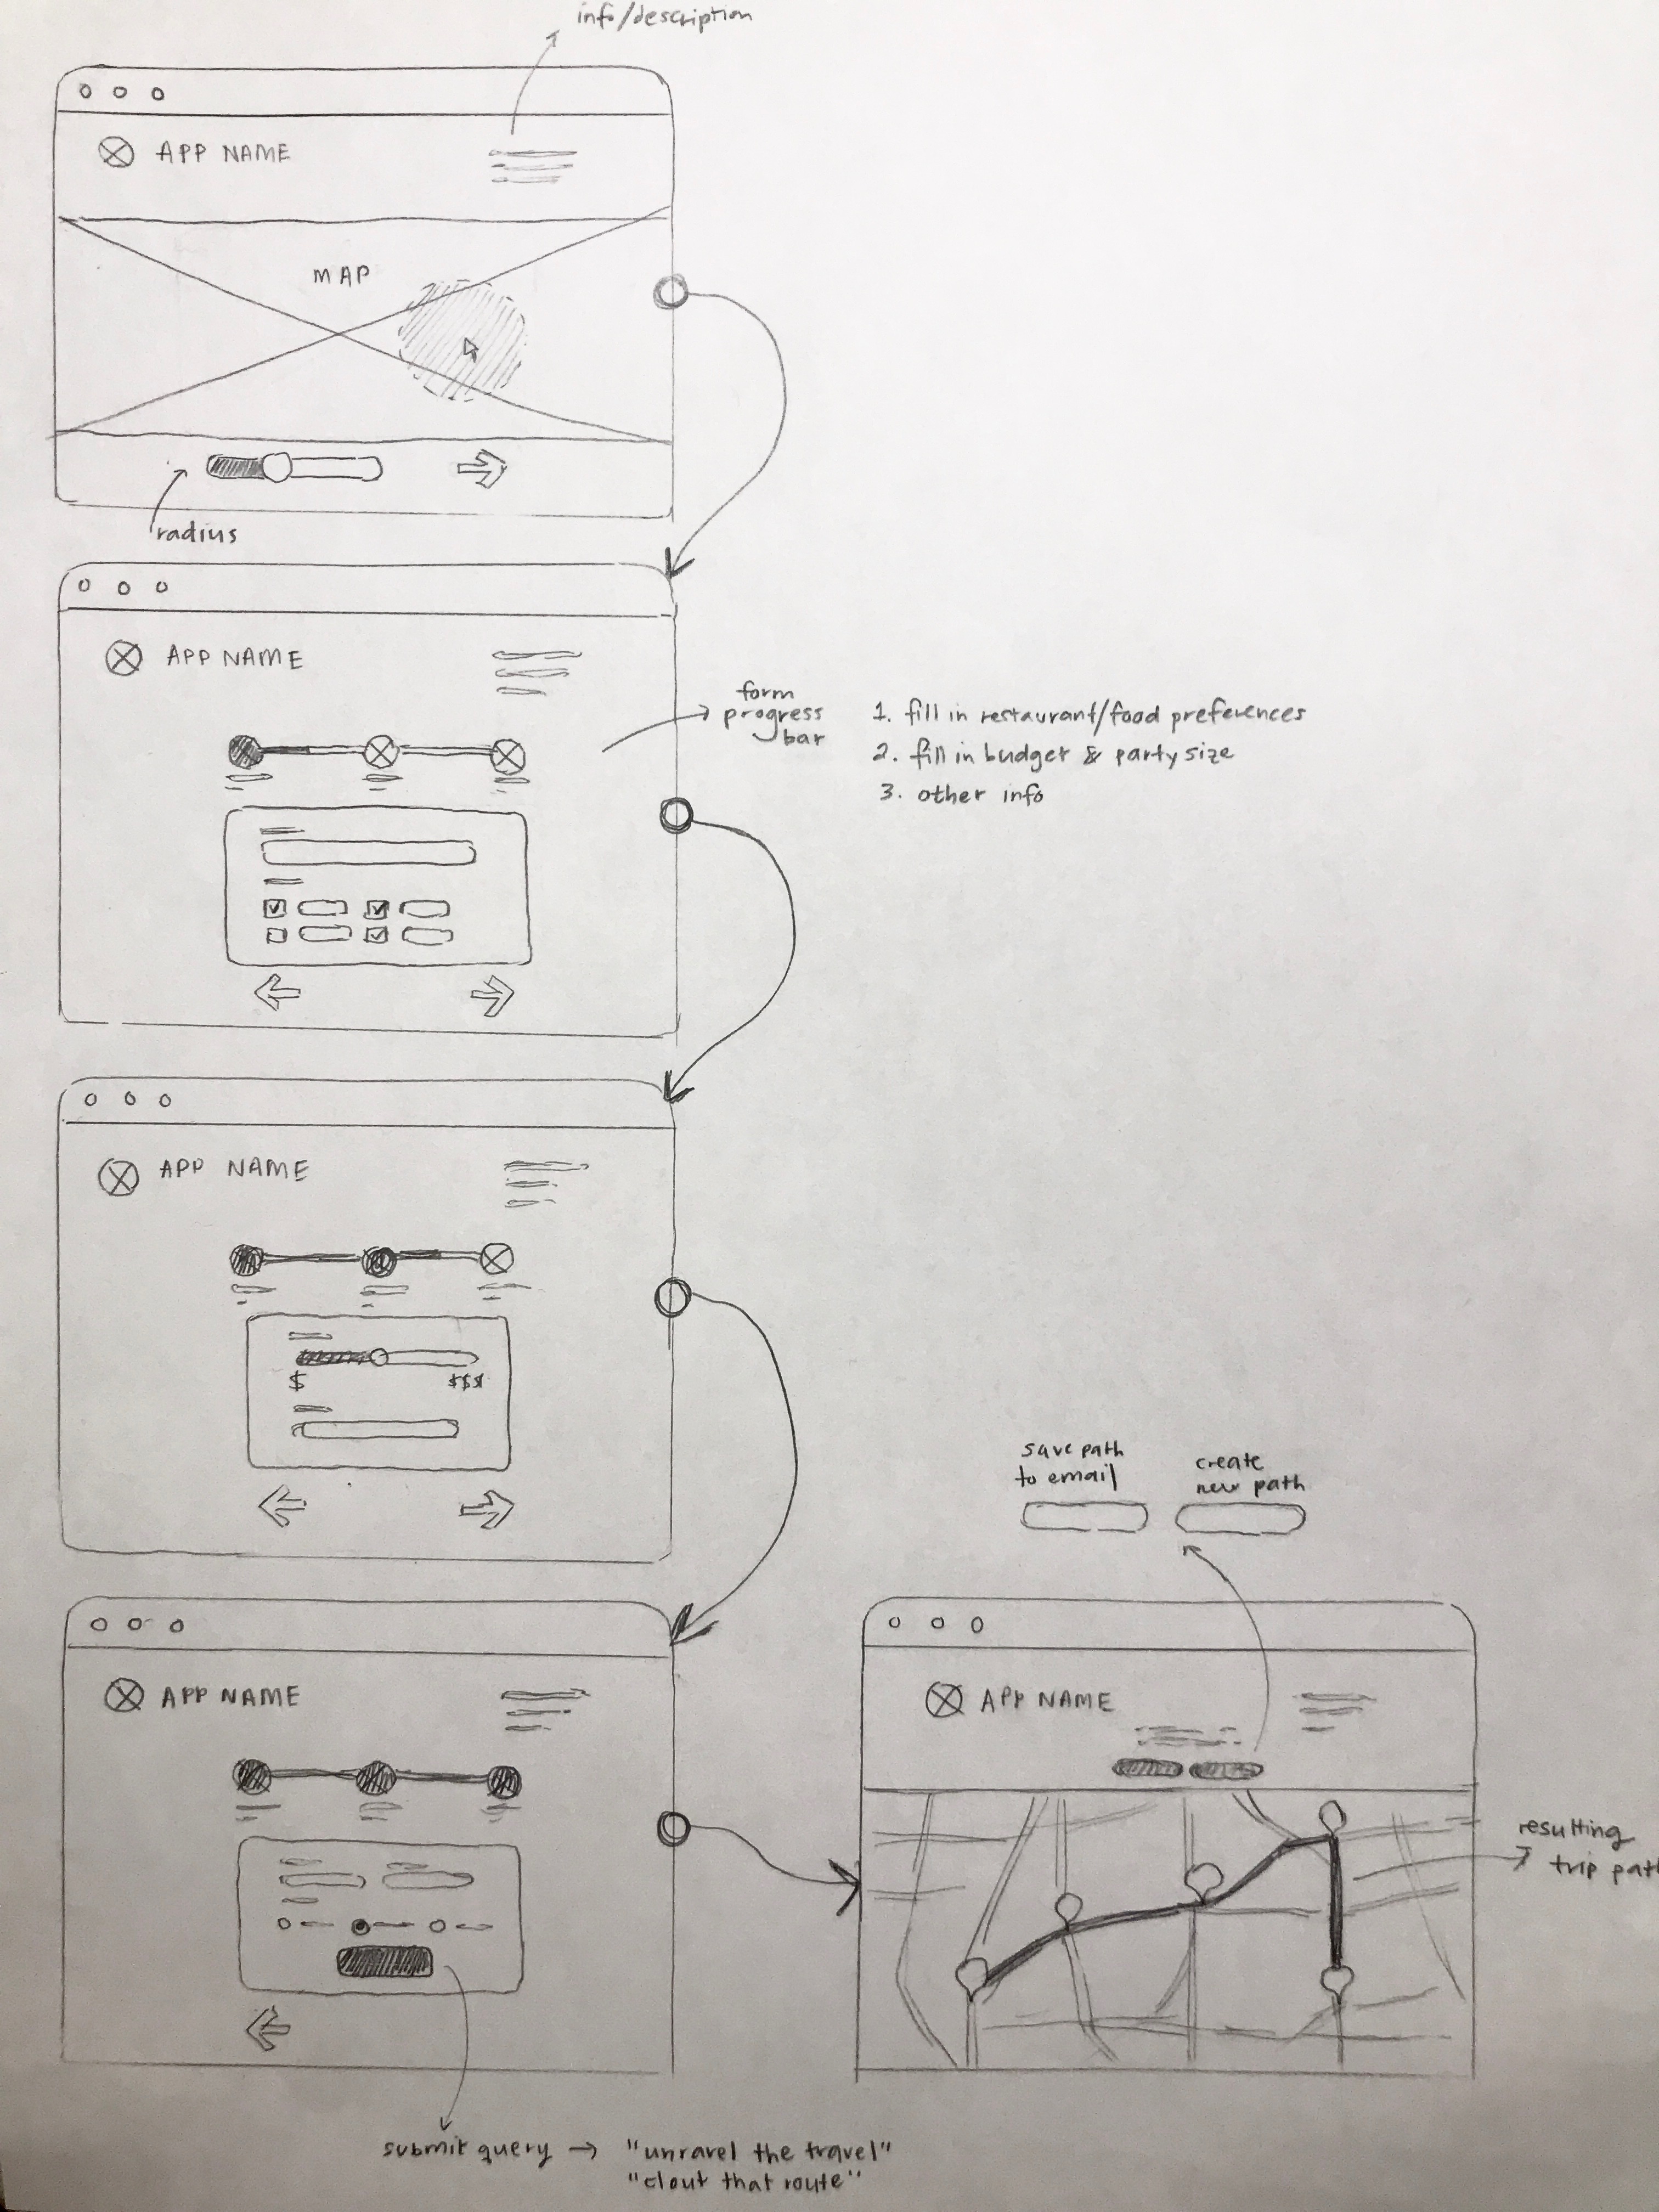 info/description
APP NAME
MAP
radius
APP NAME
form
progress
bar
1. fill in restaurant/food preferences
2. fill in budget & party size
3. other info
APP NAME
$ $$$
save path
to email
create
new path
APP NAME
APP NAME
resulting
trip path
submit query → "unravel the travel"
"clout that route"